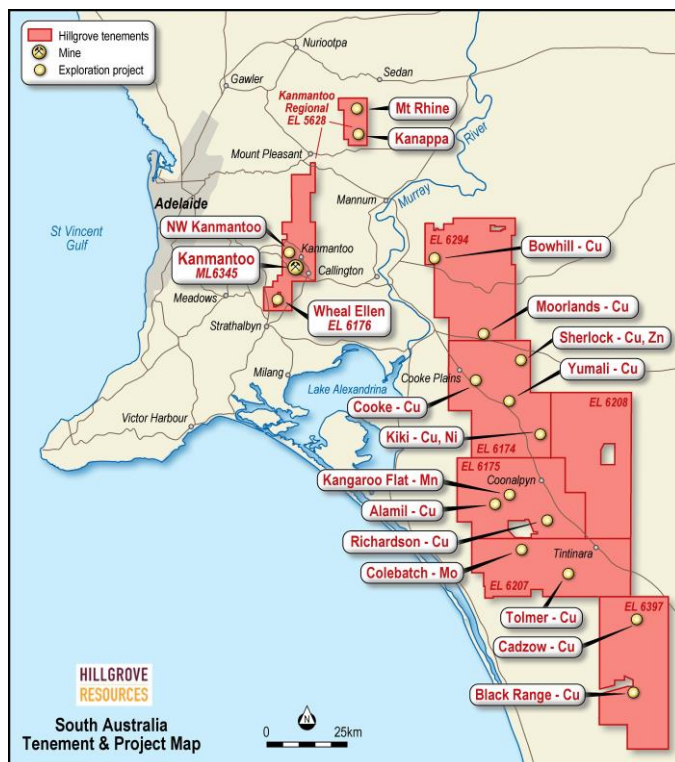 Hillgrove tenements
Mine
Exploration project
Nuriootpa
Sedan
Gawler
Kanmantoo
Regional
EL 5628
Mt Rhine
Kanappa
River
Murray
Mount Pleasant
Mannum
Adelaide
St Vincent
Gulf
NW Kanmantoo
Kanmantoo
Kanmantoo
ML6345
Callington
EL 6294
Bowhill - Cu
Meadows
Wheal Ellen
EL 6176
Strathalbyn
Moorlands - Cu
Sherlock - Cu, Zn
Milang
Lake Alexandrina
Cooke Plains
Yumali - Cu
Cooke - Cu
Victor Harbour
EL 6208
Kiki - Cu, Ni
EL 6174
EL 6175
Kangaroo Flat - Mn
Coonalpyn
Alamil - Cu
Richardson - Cu
Colebatch - Mo
Tintinara
EL 6207
EL 6397
Tolmer - Cu
Cadzow - Cu
Black Range - Cu
HILLGROVE
RESOURCES
South Australia
Tenement & Project Map
N
0
25km